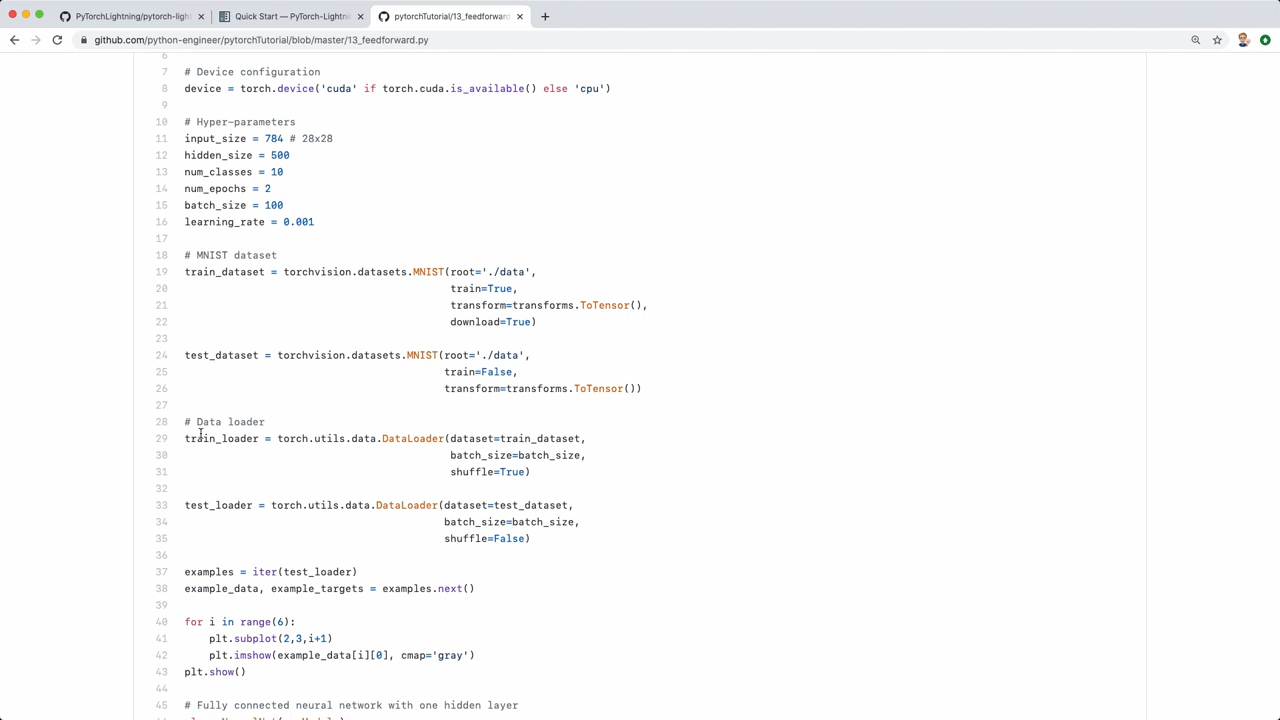 PyTorchLightning/pytorch-light
Quick Start — PyTorch-Lightni
pytorchTutorial/13_feedforward
github.com/python-engineer/pytorchTutorial/blob/master/13_feedforward.py
6
7 # Device configuration
8 device = torch.device('cuda' if torch.cuda.is_available() else 'cpu')
9
10 # Hyper-parameters
11 input_size = 784 # 28x28
12 hidden_size = 500
13 num_classes = 10
14 num_epochs = 2
15 batch_size = 100
16 learning_rate = 0.001
17
18 # MNIST dataset
19 train_dataset = torchvision.datasets.MNIST(root='./data',
20 train=True,
21 transform=transforms.ToTensor(),
22 download=True)
23
24 test_dataset = torchvision.datasets.MNIST(root='./data',
25 train=False,
26 transform=transforms.ToTensor())
27
28 # Data loader
29 train_loader = torch.utils.data.DataLoader(dataset=train_dataset,
30 batch_size=batch_size,
31 shuffle=True)
32
33 test_loader = torch.utils.data.DataLoader(dataset=test_dataset,
34 batch_size=batch_size,
35 shuffle=False)
36
37 examples = iter(test_loader)
38 example_data, example_targets = examples.next()
39
40 for i in range(6):
41 plt.subplot(2,3,i+1)
42 plt.imshow(example_data[i][0], cmap='gray')
43 plt.show()
44
45 # Fully connected neural network with one hidden layer